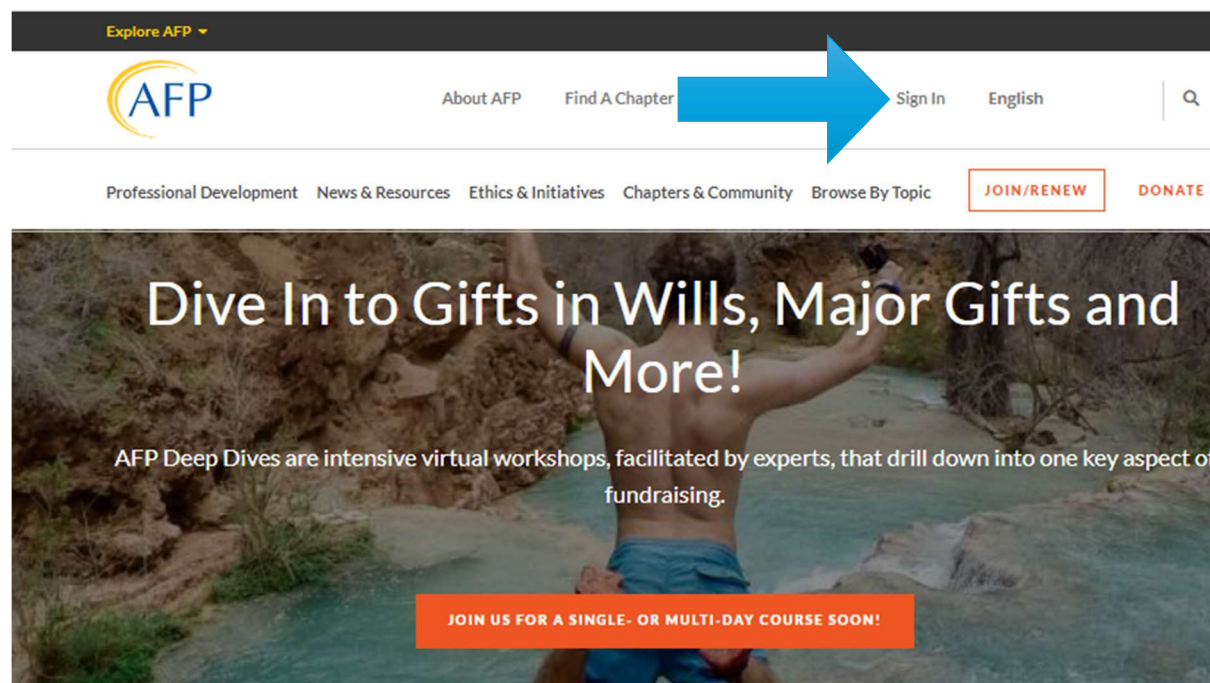 Explore AFP
AFP
About AFP Find A Chapter Sign In English
Professional Development News & Resources Ethics & Initiatives Chapters & Community Browse By Topic JOIN/RENEW DONATE
Dive In to Gifts in Wills, Major Gifts and
More!
AFP Deep Dives are intensive virtual workshops, facilitated by experts, that drill down into one key aspect of
fundraising.
JOIN US FOR A SINGLE- OR MULTI-DAY COURSE SOON!